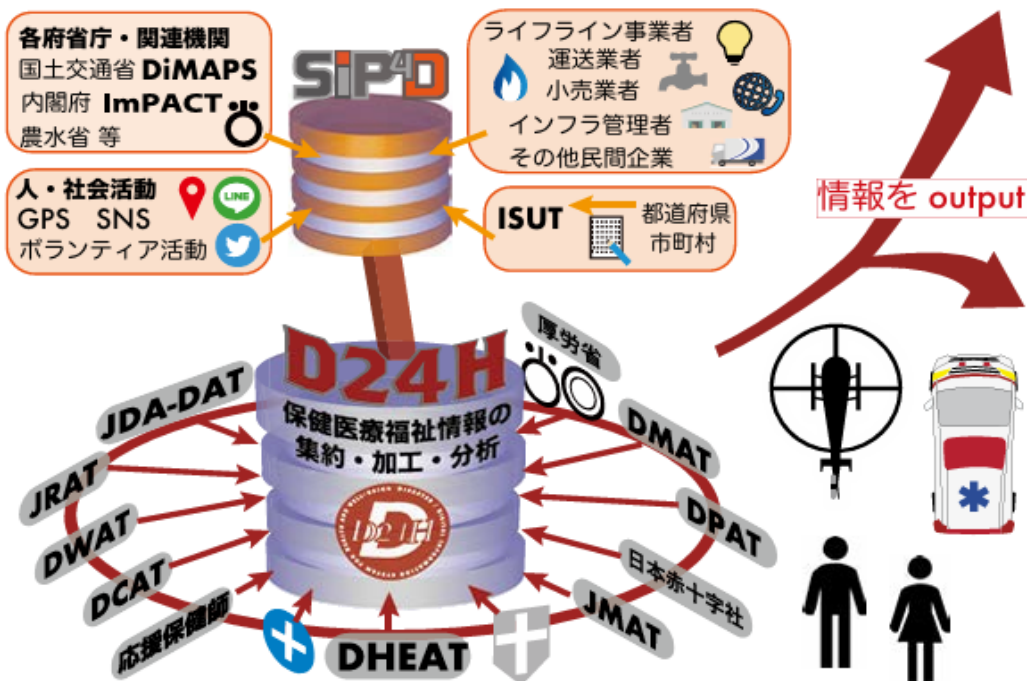 各府省庁・関連機関
国土交通省 DiMAPS
内閣府 ImPACT
農水省 等
SiP4D
ライフライン事業者
運送業者
小売業者
インフラ管理者
その他民間企業
人・社会活動
GPS SNS
ボランティア活動
LINE
ISUT
都道府県
市町村
情報を output
D24H
保健医療福祉情報の
集約・加工・分析
D24H
厚労省
JDA-DAT
JRAT
DWAT
DCAT
応援保健師
DHEAT
JMAT
日本赤十字社
DPAT
DMAT